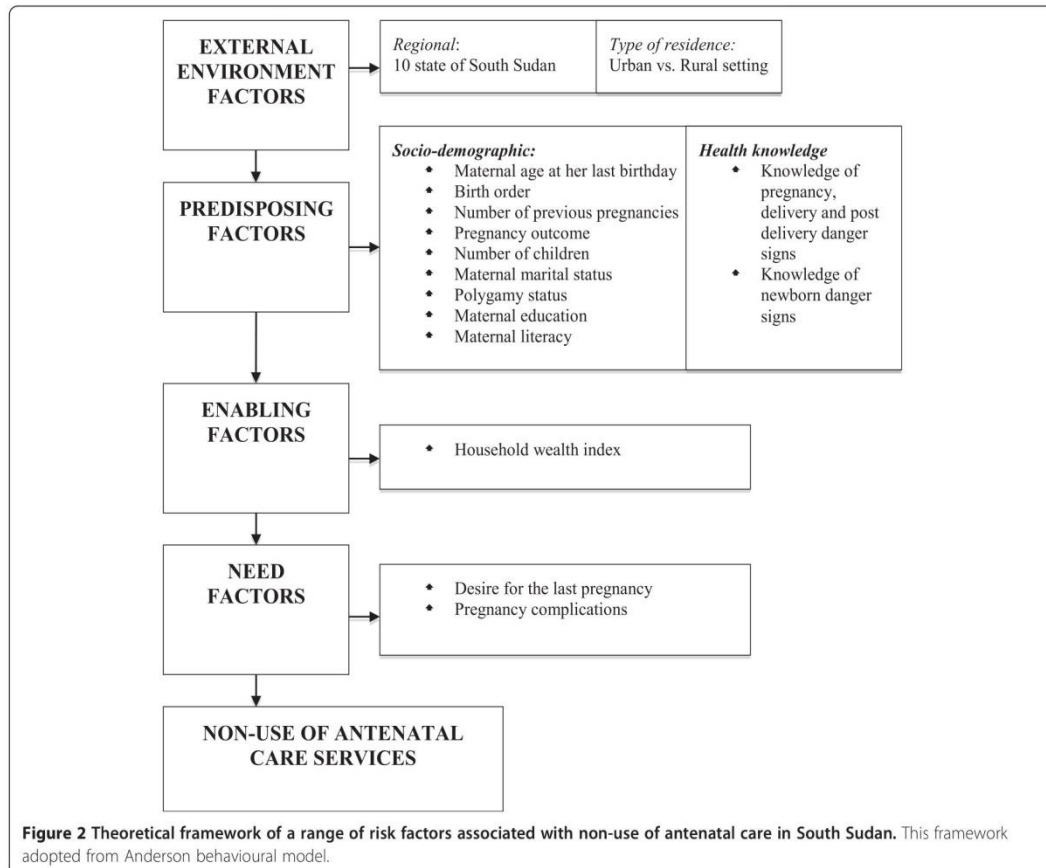 EXTERNAL
ENVIRONMENT
FACTORS
Regional:
10 state of South Sudan
Type of residence:
Urban vs. Rural setting
PREDISPOSING
FACTORS
Socio-demographic:
Maternal age at her last birthday
Birth order
Number of previous pregnancies
Pregnancy outcome
Number of children
Maternal marital status
Polygamy status
Maternal education
Maternal literacy
Health knowledge
Knowledge of
pregnancy,
delivery and post
delivery danger
signs
Knowledge of
newborn danger
signs
ENABLING
FACTORS
Household wealth index
NEED
FACTORS
Desire for the last pregnancy
Pregnancy complications
NON-USE OF ANTENATAL
CARE SERVICES
Figure 2 Theoretical framework of a range of risk factors associated with non-use of antenatal care in South Sudan. This framework
adopted from Anderson behavioural model.